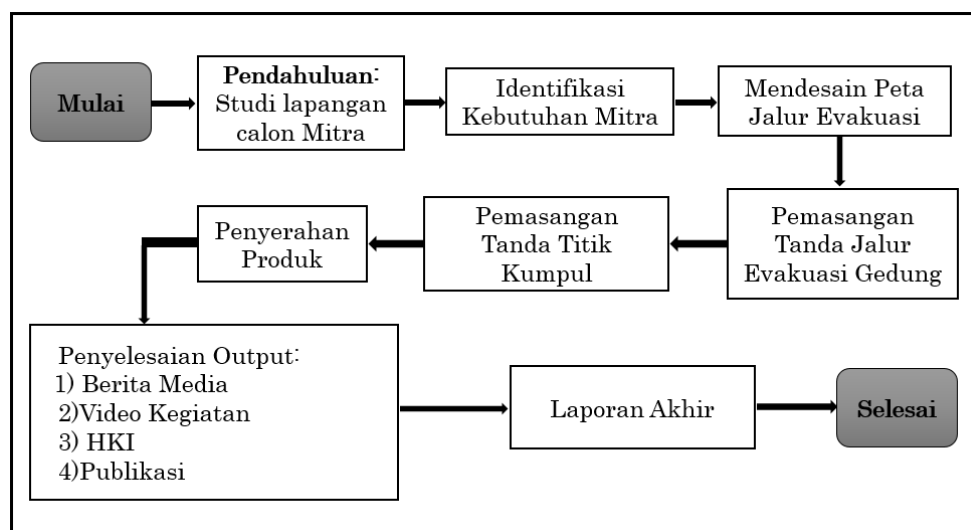 Mulai
Pendahuluan:
Studi lapangan
calon Mitra
Identifikasi
Kebutuhan Mitra
Mendesain Peta
Jalur Evakuasi
Pemasangan
Tanda Jalur
Evakuasi Gedung
Pemasangan
Tanda Titik
Kumpul
Penyerahan
Produk
Penyelesaian Output:
1) Berita Media
2)Video Kegiatan
3) HKI
4)Publikasi
Laporan Akhir
Selesai